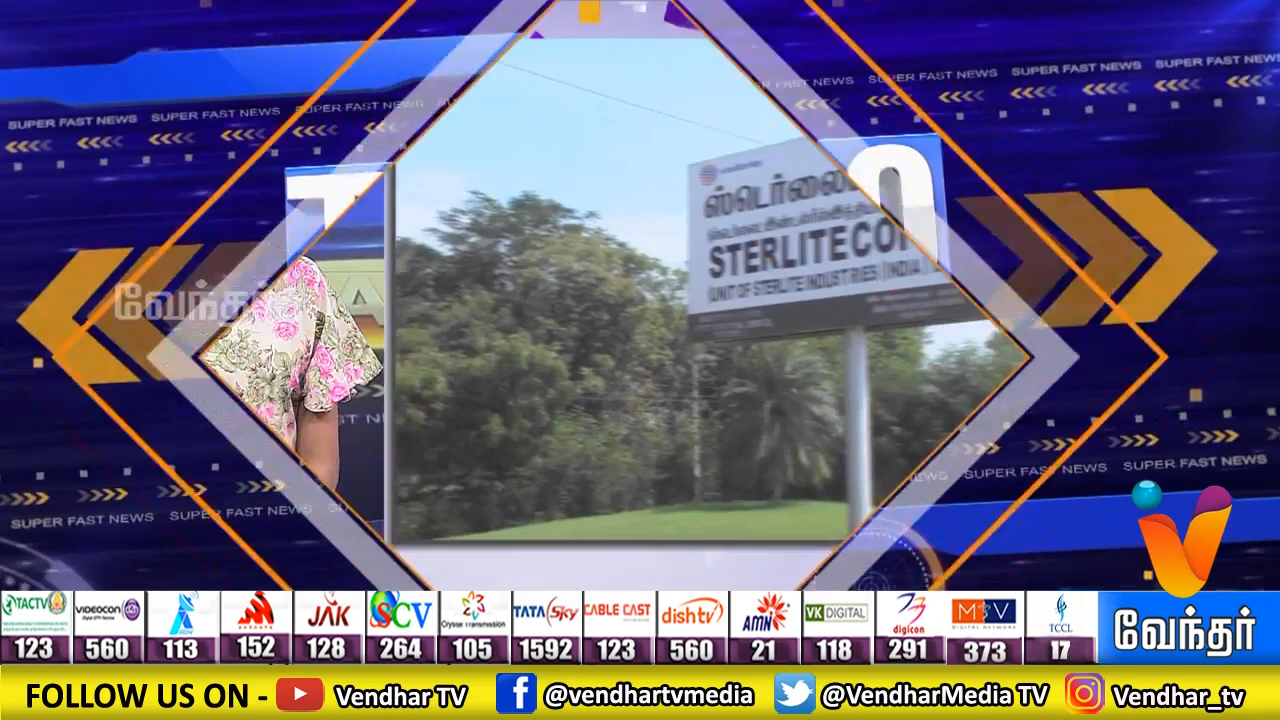 SUPER FAST NEWS SUPER FAST NEWS SUPER FAST NEWS
FAST NEWS SUPER FAST NEWS SUPER FAST NEWS SUPER FAST NEWS
STERLITE
(UNIT OF STERLITE INDUSTRIES (INDIA)
வேந்தர்
NEWS SUPER FAST NEWS SUPER FAST NEWS
SUPER FAST NEWS SUPER FAST NEWS
TACTV VIDEOCON AKSHAYA JAK SCV Crystal Transmission TATA Sky CABLE CAST dishtv AMN VK DIGITAL digicon M TV DIGITAL NETWORK TCCL
123 560 113 152 128 264 105 1592 123 560 21 118 291 373 17
வேந்தர்
FOLLOW US ON - Vendhar TV @vendhartvmedia @VendharMedia TV Vendhar_tv